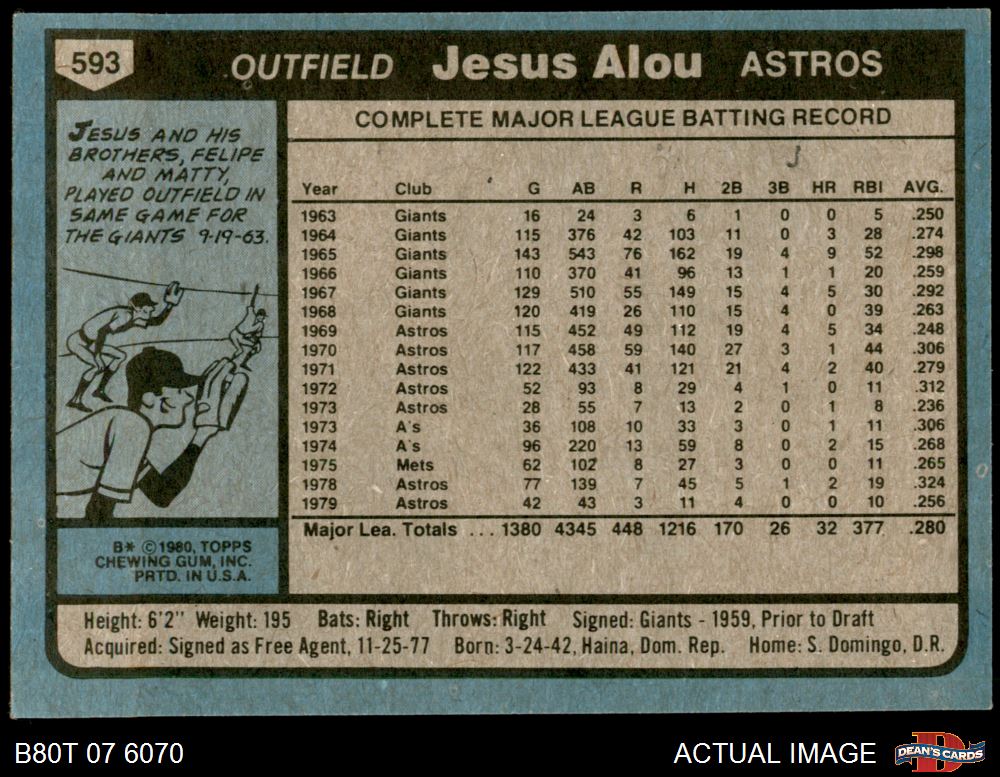 593 OUTFIELD Jesus Alou ASTROS
JESUS AND HIS
BROTHERS, FELIPE
AND MATTY,
PLAYED OUTFIELD IN
SAME GAME FOR
THE GIANTS 9-19-63.
B* ©1980, TOPPS
CHEWING GUM, INC.
PRTD. IN U.S.A.
COMPLETE MAJOR LEAGUE BATTING RECORD
Year Club G AB R H 2B 3B HR RBI AVG.
1963 Giants 16 24 3 6 1 0 0 5 .250
1964 Giants 115 376 42 103 11 0 3 28 .274
1965 Giants 143 543 76 162 19 4 9 52 .298
1966 Giants 110 370 41 96 13 1 1 20 .259
1967 Giants 129 510 55 149 15 4 5 30 .292
1968 Giants 120 419 26 110 15 4 0 39 .263
1969 Astros 115 452 49 112 19 4 5 34 .248
1970 Astros 117 458 59 140 27 3 1 44 .306
1971 Astros 122 433 41 121 21 4 2 40 .279
1972 Astros 52 93 8 29 4 1 0 11 .312
1973 Astros 28 55 7 13 2 0 1 8 .236
1973 A's 36 108 10 33 3 0 1 11 .306
1974 A's 96 220 13 59 8 0 2 15 .268
1975 Mets 62 102 8 27 3 0 0 11 .265
1978 Astros 77 139 7 45 5 1 2 19 .324
1979 Astros 42 43 3 11 4 0 0 10 .256
Major Lea. Totals ... 1380 4345 448 1216 170 26 32 377 .280
Height: 6'2" Weight: 195 Bats: Right Throws: Right Signed: Giants - 1959, Prior to Draft
Acquired: Signed as Free Agent, 11-25-77 Born: 3-24-42, Haina, Dom. Rep. Home: S. Domingo, D.R.
B80T 07 6070 ACTUAL IMAGE D DEAN'S CARDS